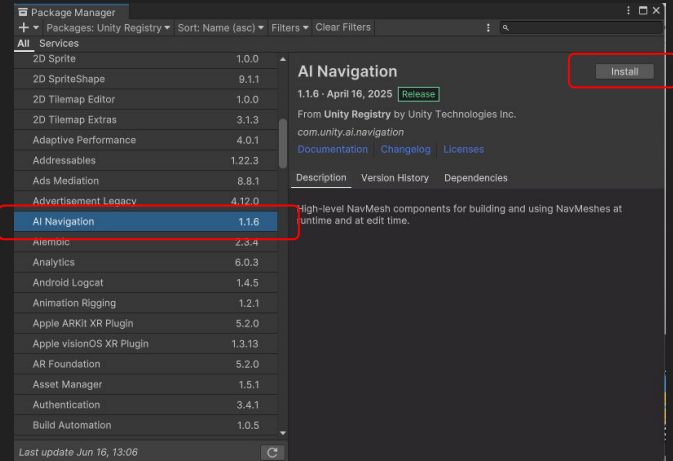 Package Manager
Packages: Unity Registry Sort: Name (asc) Filters Clear Filters
All Services
2D Sprite 1.0.0
2D SpriteShape 9.1.1
2D Tilemap Editor 1.0.0
2D Tilemap Extras 3.1.3
Adaptive Performance 4.0.1
Addressables 1.22.3
Ads Mediation 8.8.1
Advertisement Legacy 4.12.0
AI Navigation 1.1.6
Alembic 2.3.4
Analytics 6.0.3
Android Logcat 1.4.5
Animation Rigging 1.2.1
Apple ARKit XR Plugin 5.2.0
Apple visionOS XR Plugin 1.3.13
AR Foundation 5.2.0
Asset Manager 1.5.1
Authentication 3.4.1
Build Automation 1.0.5
Last update Jun 16, 13:06
AI Navigation
Install
1.1.6 · April 16, 2025 Release
From Unity Registry by Unity Technologies Inc.
com.unity.ai.navigation
Documentation Changelog Licenses
Description Version History Dependencies
High-level NavMesh components for building and using NavMeshes at
runtime and at edit time.